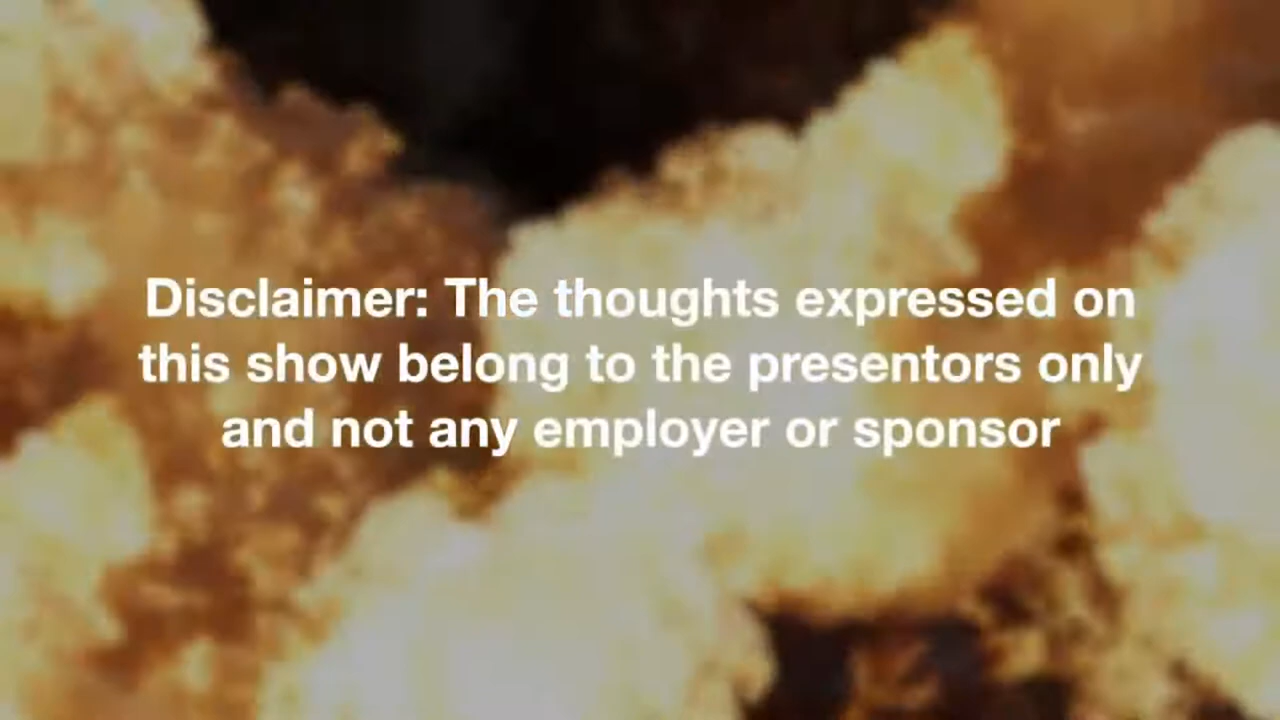 Disclaimer: The thoughts expressed on
this show belong to the presentors only
and not any employer or sponsor